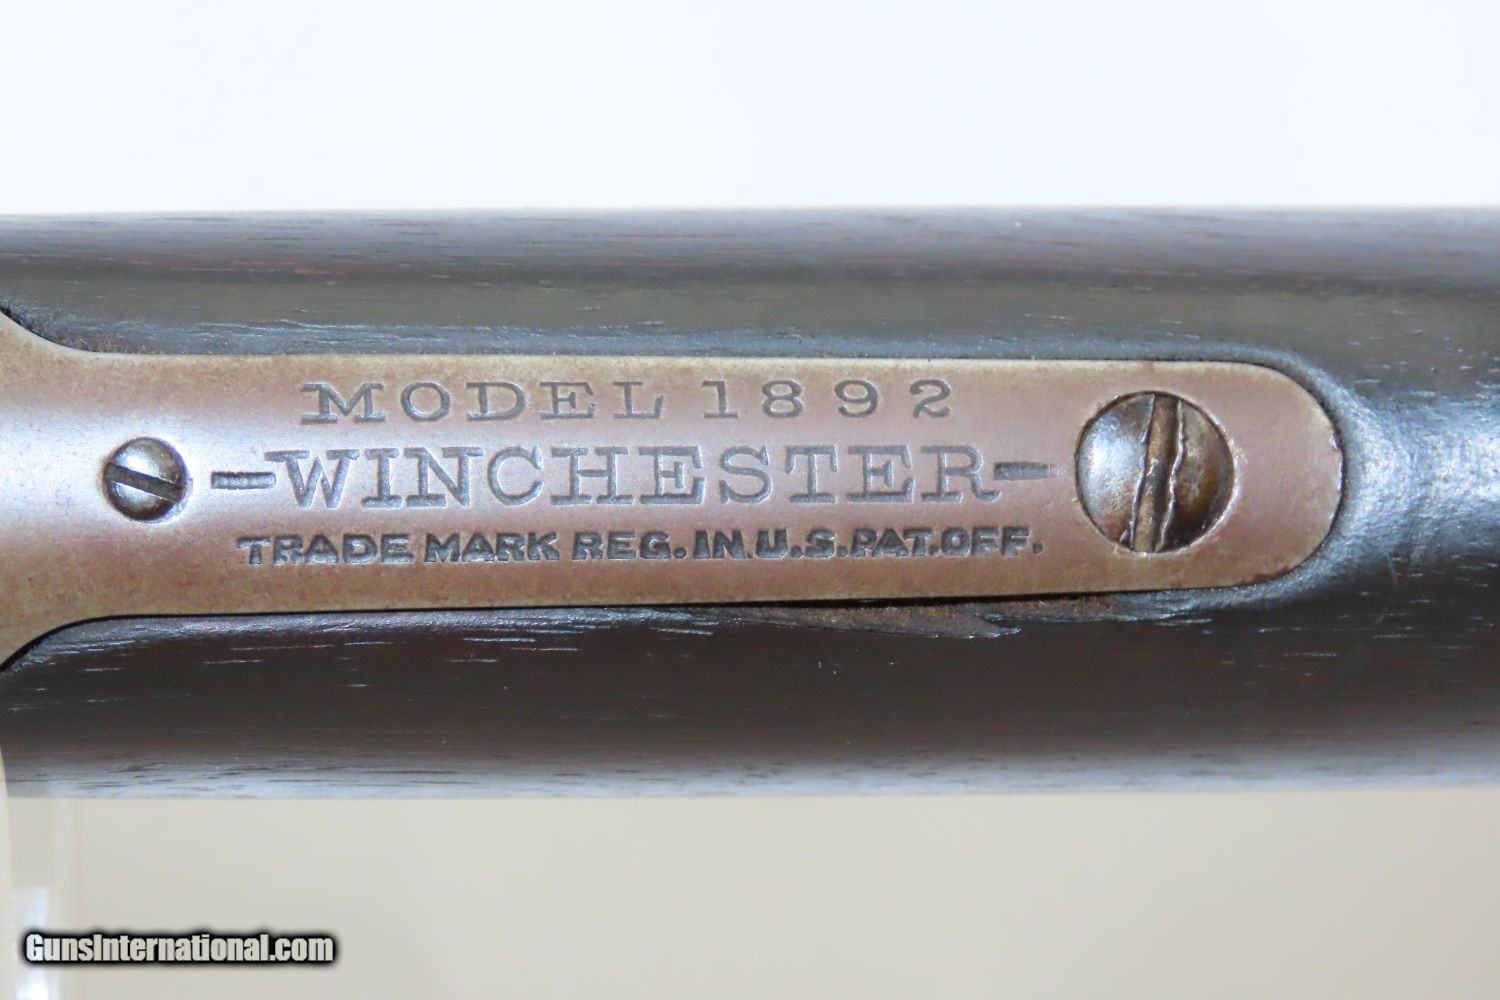 MODEL 1892
-WINCHESTER-
TRADE MARK REG. IN.U.S.PAT.OFF.
GunsInternational.com